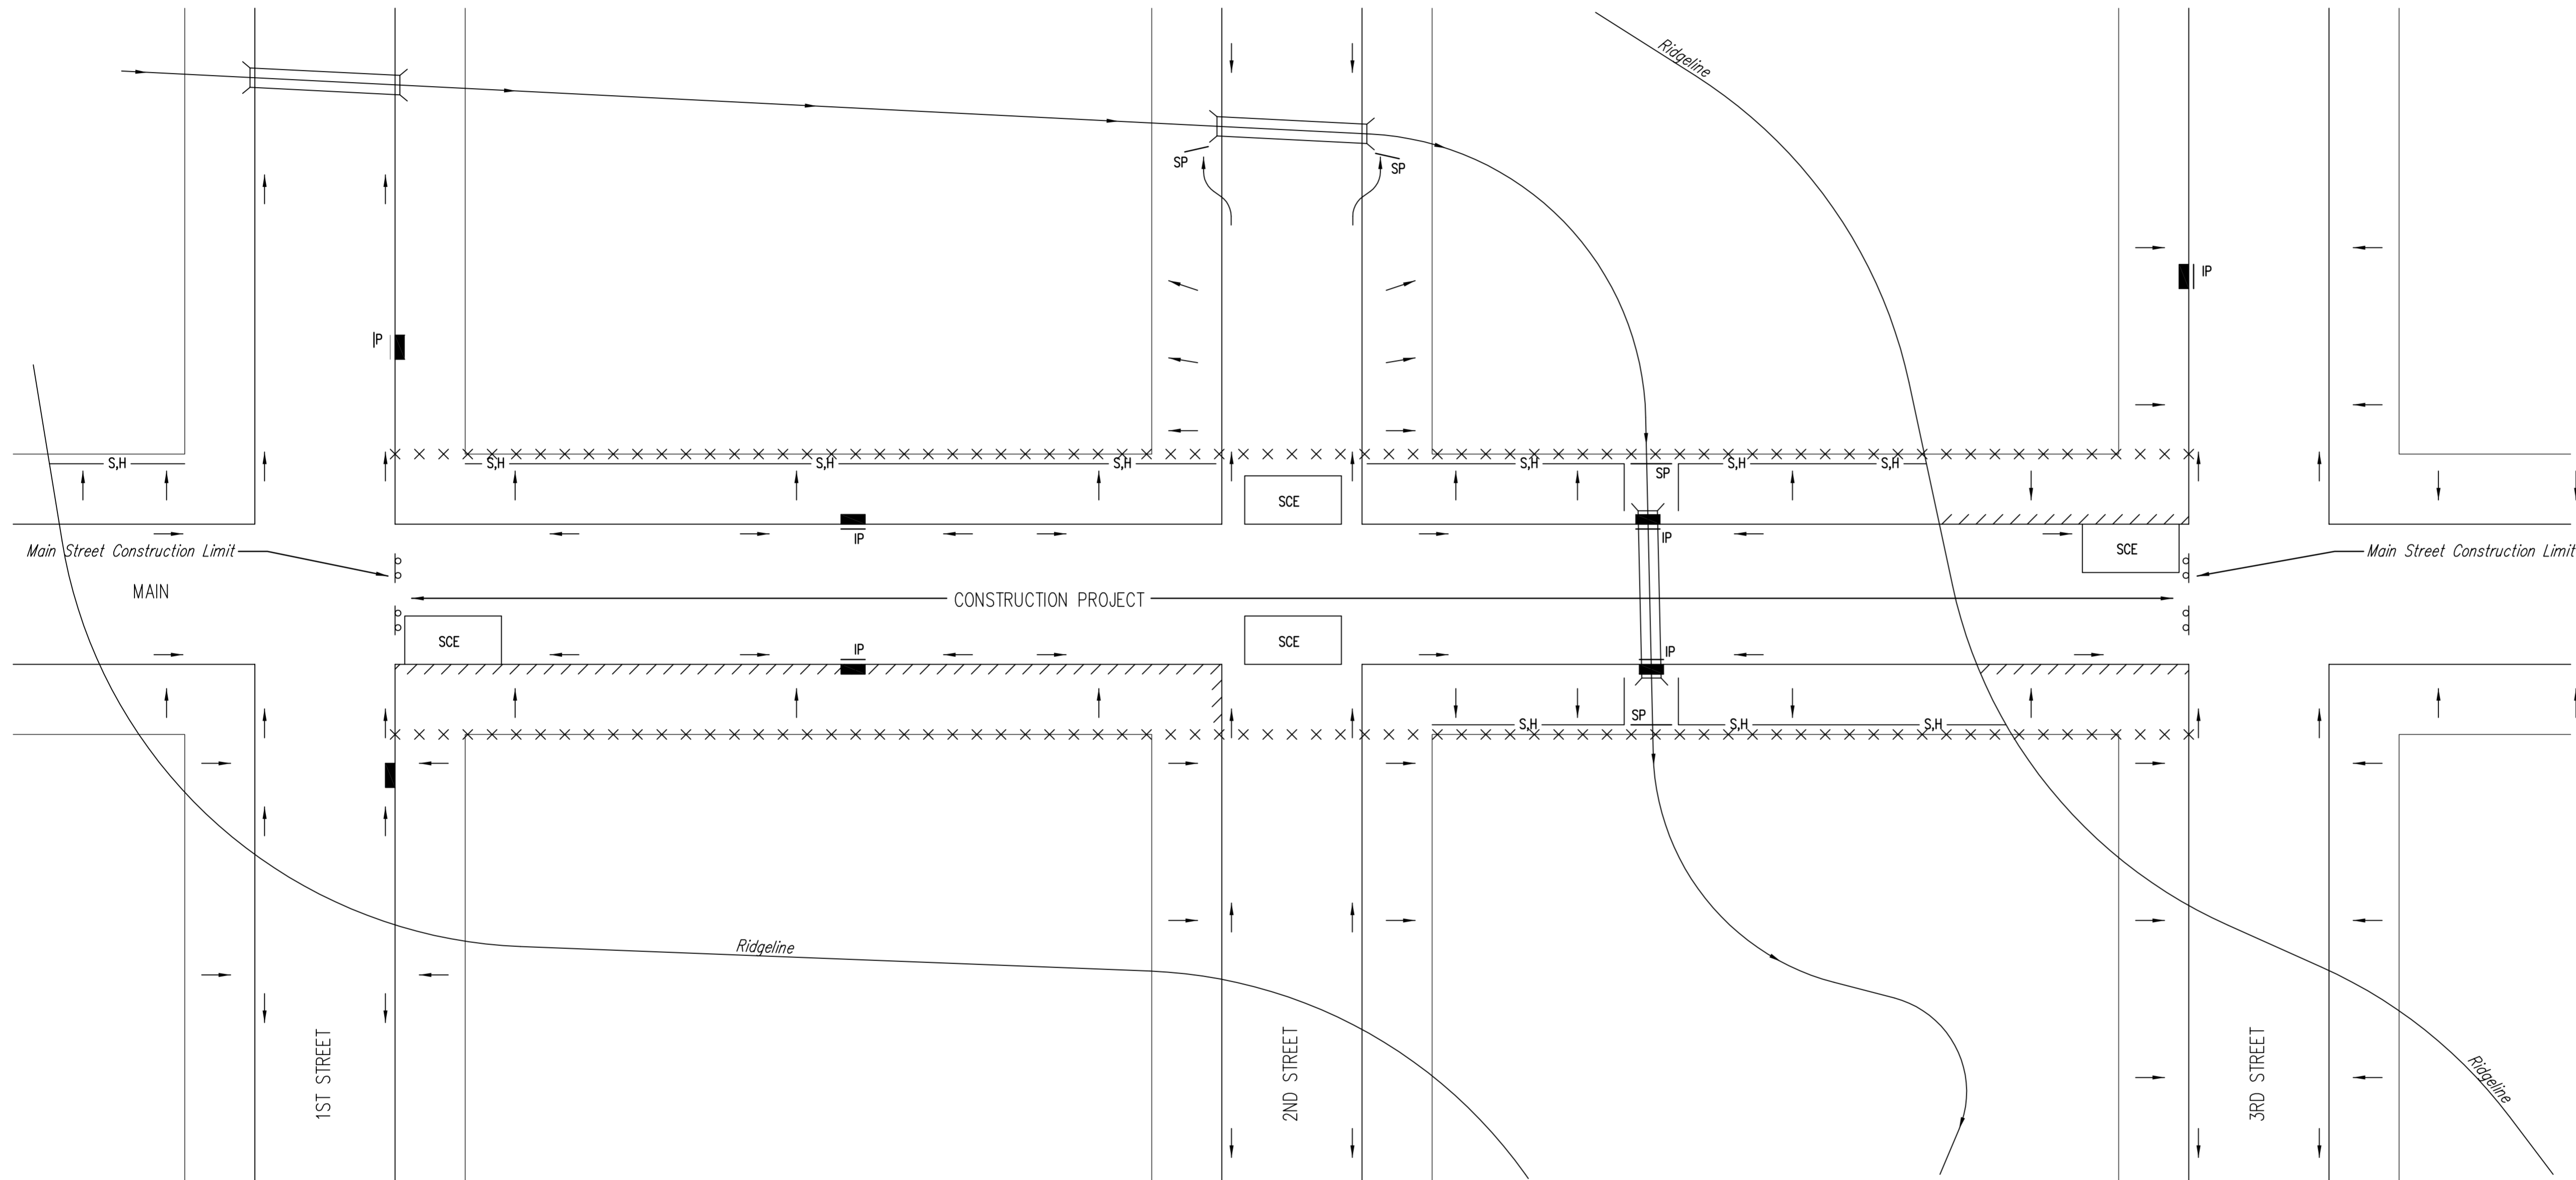 Ridgeline
SP
SP
IP
IP
S,H
S,H
S,H
S,H
S,H
SP
S,H
S,H
SCE
IP
IP
SCE
Main Street Construction Limit
Main Street Construction Limit
MAIN
CONSTRUCTION PROJECT
SCE
SCE
IP
IP
SP
S,H
S,H
S,H
Ridgeline
1ST STREET
2ND STREET
3RD STREET
Ridgeline